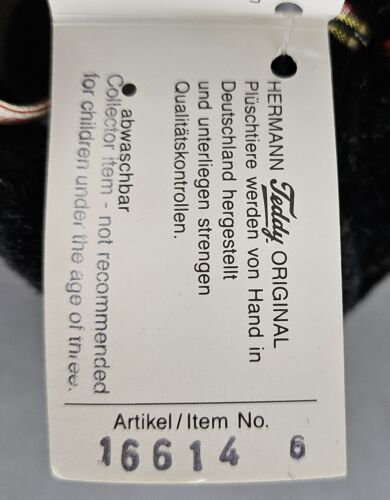 HERMANN Teddy ORIGINAL
Plüschtiere werden von Hand in
Deutschland hergestellt
und unterliegen strengen
Qualitätskontrollen.
• abwaschbar
Collector item - not recommended
for children under the age of three.
Artikel/Item No.
16614 6